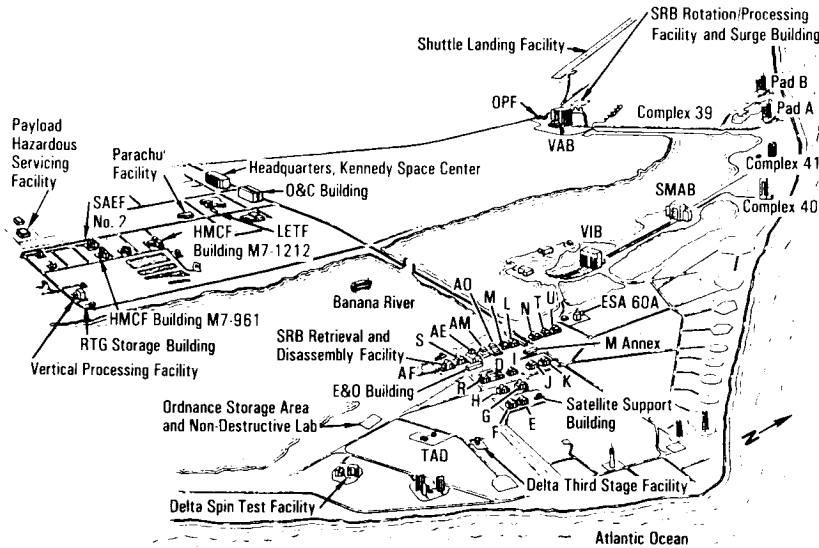 SRB Rotation/Processing
Facility and Surge Building
Shuttle Landing Facility
Pad B
Pad A
OPF
Complex 39
VAB
Payload
Hazardous
Servicing
Facility
Parachu
Facility
Headquarters, Kennedy Space Center
O&C Building
Complex 41
SMAB
Complex 40
SAEF
No. 2
HMCF
Building M7-1212
LETF
VIB
Banana River
AO
M
L
N
T
U
ESA 60A
HMCF Building M7-961
RTG Storage Building
Vertical Processing Facility
SRB Retrieval and
Disassembly Facility
S
AE
AM
M Annex
AF
E&O Building
R
D
I
J
K
H
G
F
E
Satellite Support
Building
Ordnance Storage Area
and Non-Destructive Lab
N
TAD
Delta Third Stage Facility
Delta Spin Test Facility
Atlantic Ocean